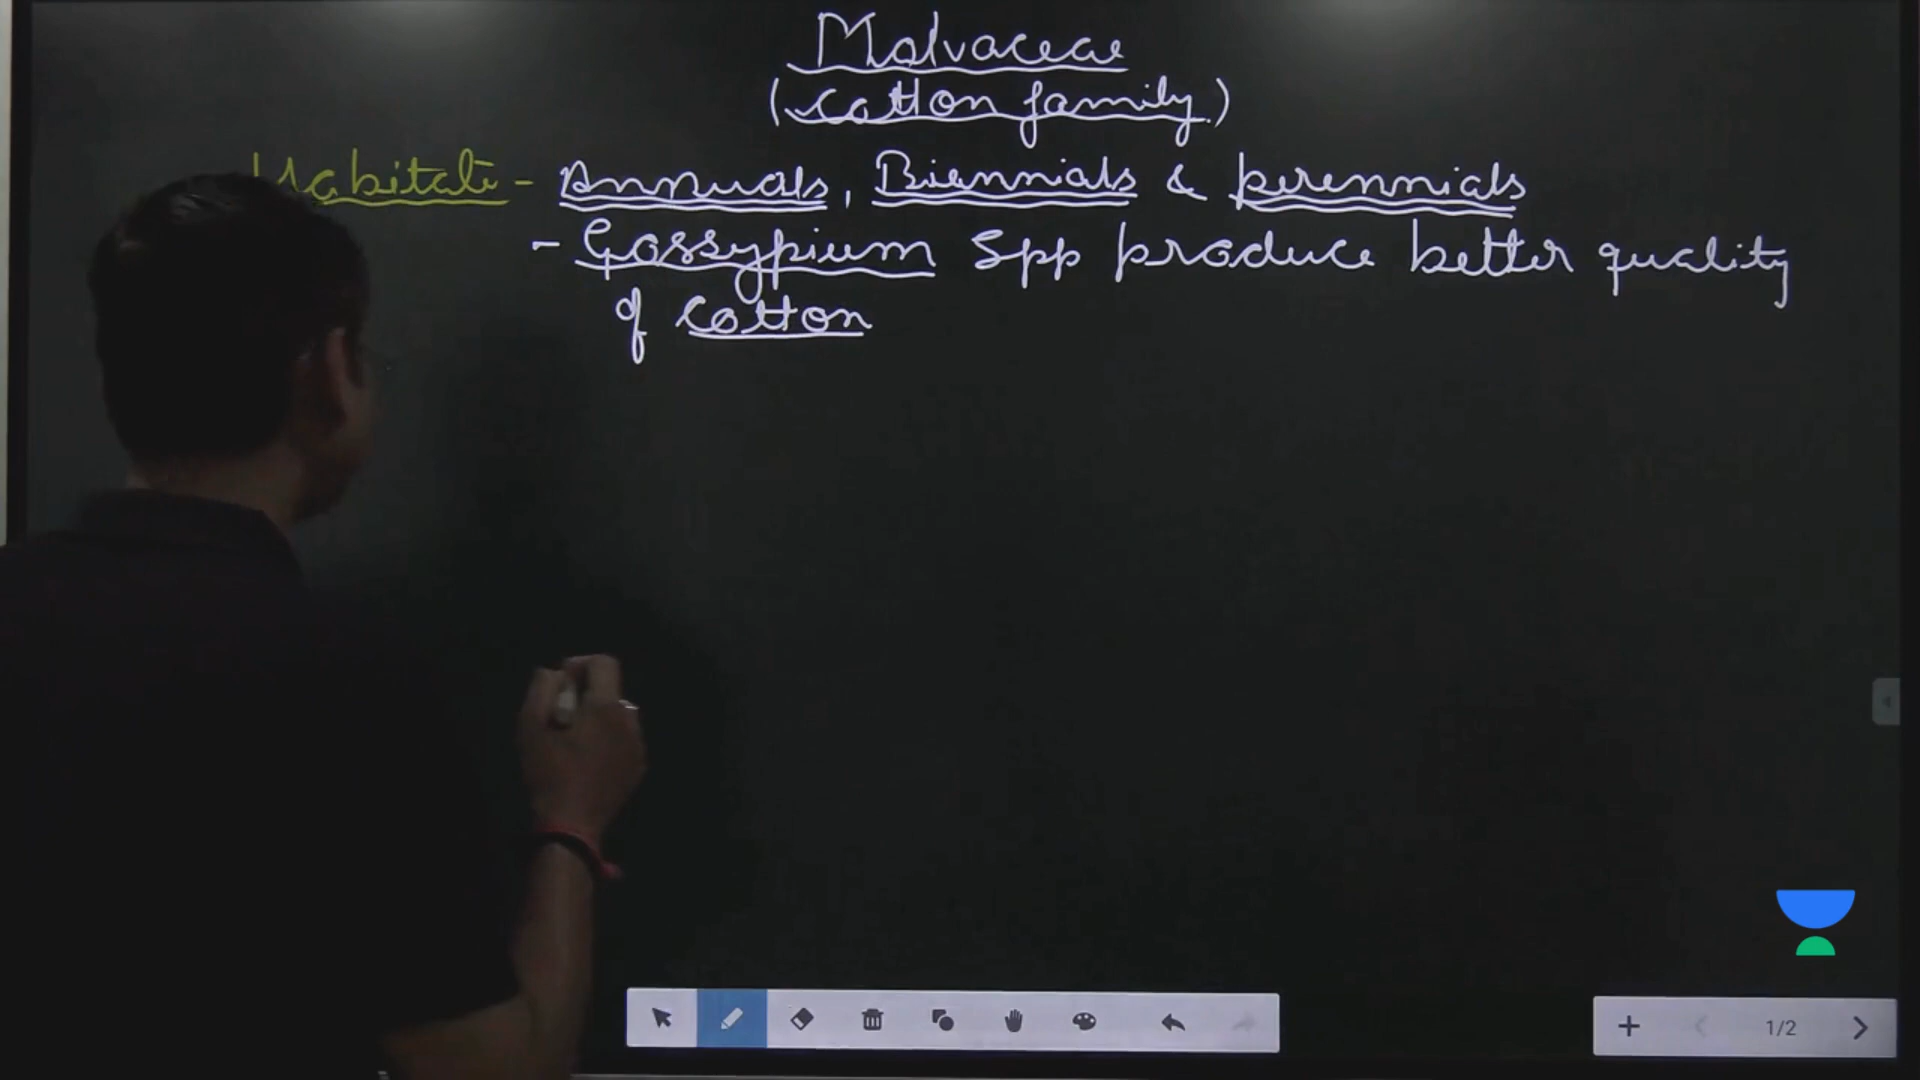 Malvaceae
(Cotton family)
Habitat - Annuals, Biennials & perennials
- Gossypium Spp produce better quality
of Cotton
1/2